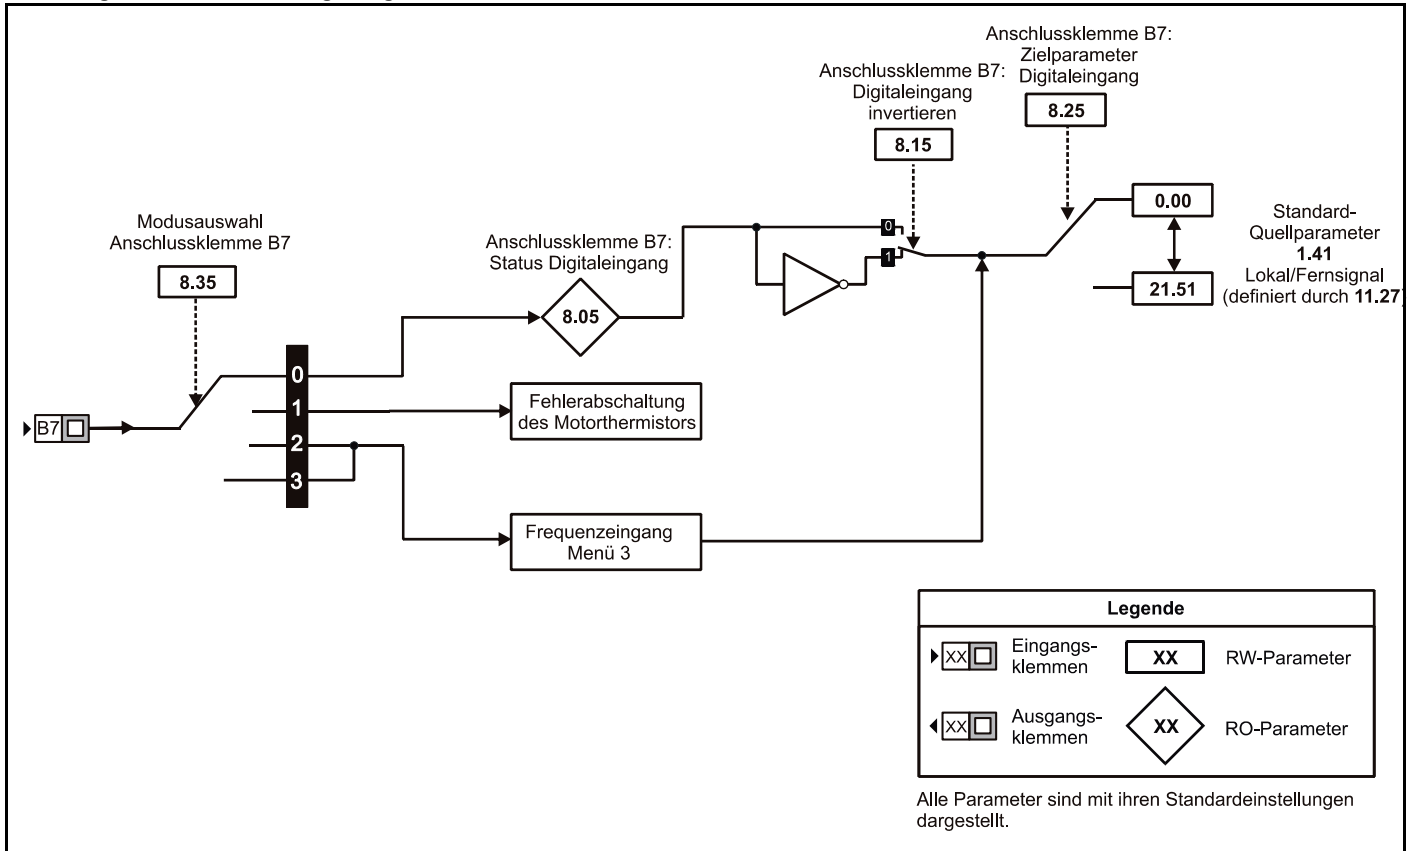 Anschlussklemme B7:
Zielparameter
Digitaleingang
8.25
Anschlussklemme B7:
Digitaleingang
invertieren
8.15
Modusauswahl
Anschlussklemme B7
8.35
Anschlussklemme B7:
Status Digitaleingang
8.05
0
1
0.00
21.51
Standard-
Quellparameter
1.41
Lokal/Fernsignal
(definiert durch 11.27)
B7
0
1
2
3
Fehlerabschaltung
des Motorthermistors
Frequenzeingang
Menü 3
Legende
XX
Eingangs-
klemmen
XX
RW-Parameter
XX
Ausgangs-
klemmen
XX
RO-Parameter
Alle Parameter sind mit ihren Standardeinstellungen
dargestellt.